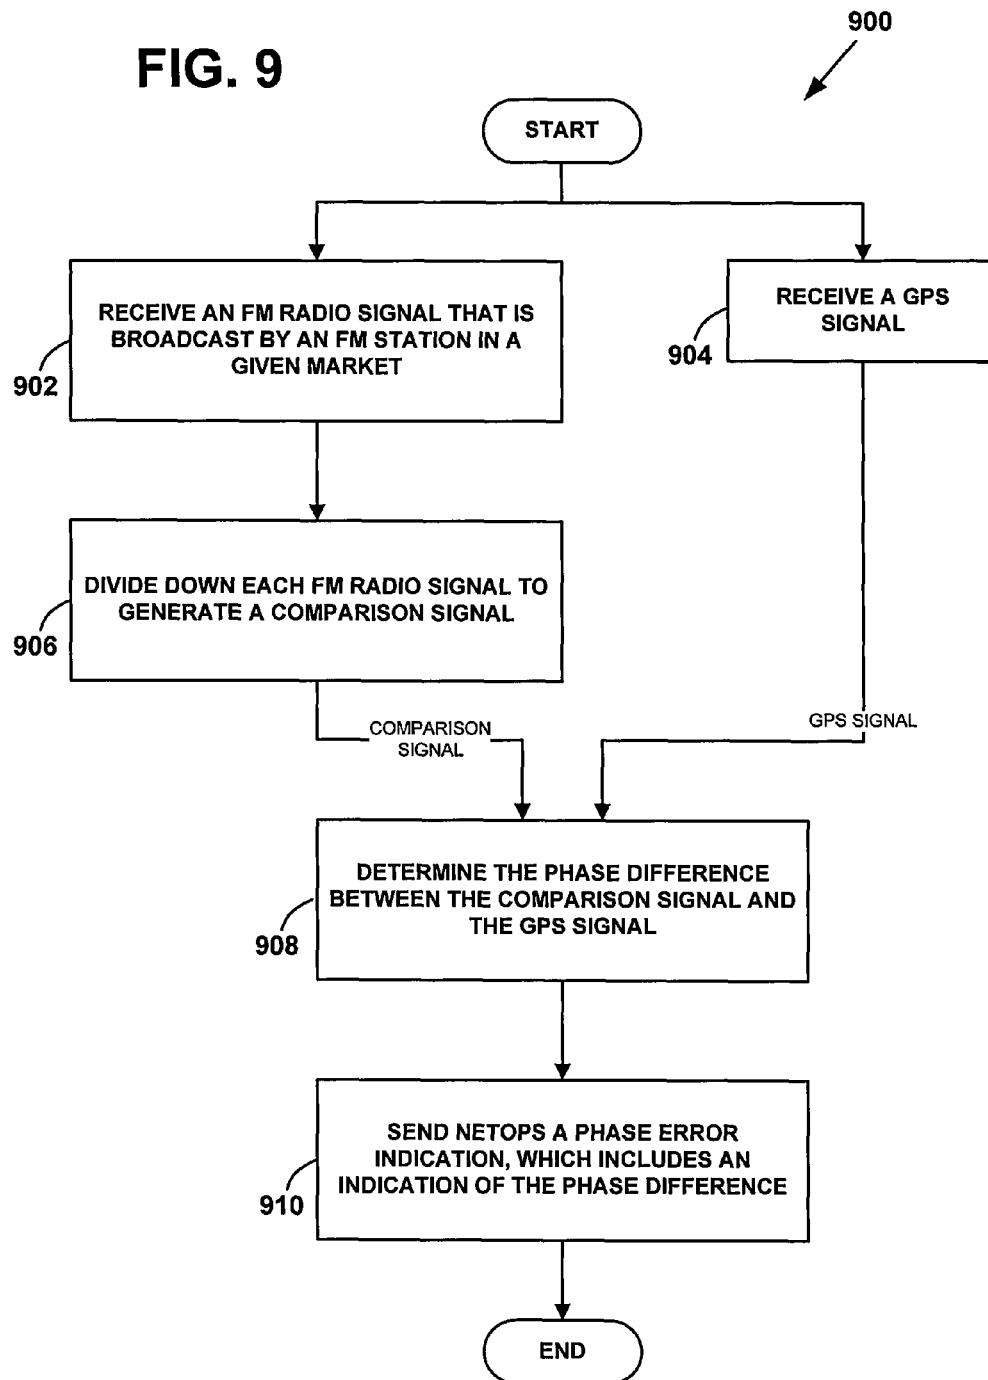 FIG. 9
900
START
RECEIVE AN FM RADIO SIGNAL THAT IS
BROADCAST BY AN FM STATION IN A
GIVEN MARKET
902
RECEIVE A GPS
SIGNAL
904
DIVIDE DOWN EACH FM RADIO SIGNAL TO
GENERATE A COMPARISON SIGNAL
906
COMPARISON
SIGNAL
GPS SIGNAL
DETERMINE THE PHASE DIFFERENCE
BETWEEN THE COMPARISON SIGNAL AND
THE GPS SIGNAL
908
SEND NETOPS A PHASE ERROR
INDICATION, WHICH INCLUDES AN
INDICATION OF THE PHASE DIFFERENCE
910
END